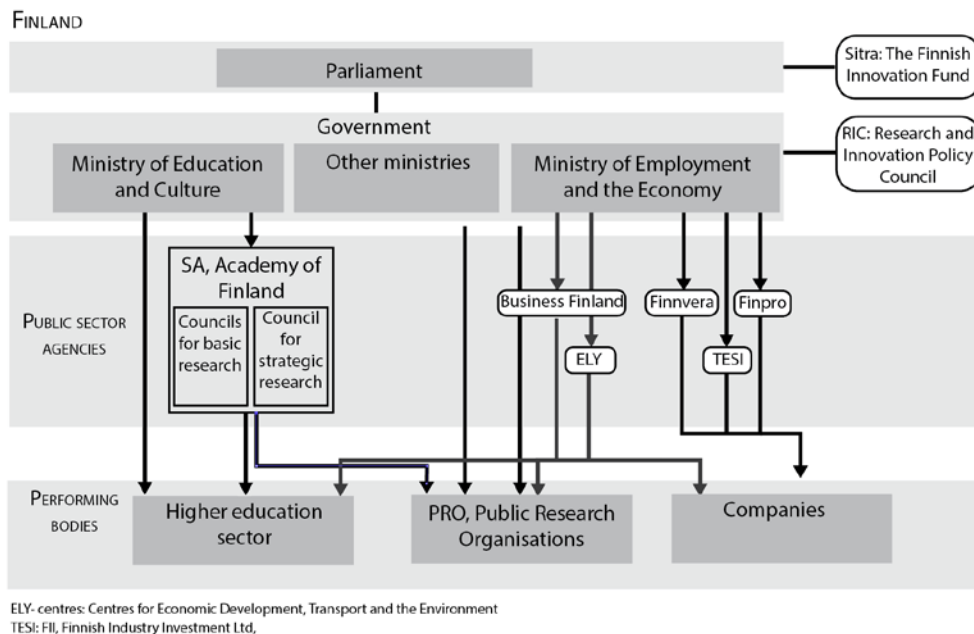 FINLAND
Parliament
Sitra: The Finnish
Innovation Fund
Government
RIC: Research and
Innovation Policy
Council
Ministry of Education
and Culture
Other ministries
Ministry of Employment
and the Economy
PUBLIC SECTOR
AGENCIES
SA, Academy of
Finland
Councils
for basic
research
Council
for
strategic
research
Business Finland
ELY
Finnvera
TESI
Finpro
PERFORMING
BODIES
Higher education
sector
PRO, Public Research
Organisations
Companies
ELY- centres: Centres for Economic Development, Transport and the Environment
TESI: FII, Finnish Industry Investment Ltd,